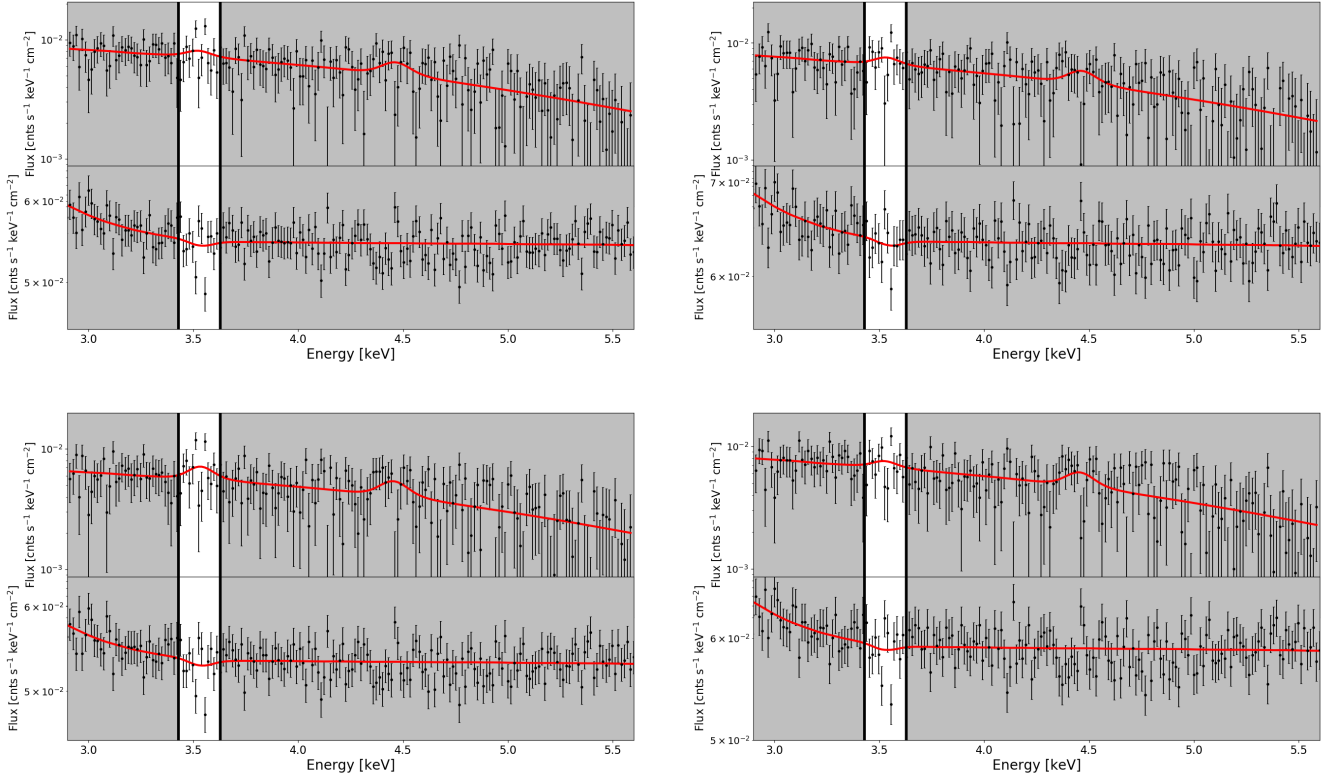 Flux [cnts s⁻¹ keV⁻¹ cm⁻²]
10⁻²
10⁻³
Flux [cnts s⁻¹ keV⁻¹ cm⁻²]
6 × 10⁻²
5 × 10⁻²
3.0 3.5 4.0 4.5 5.0 5.5
Energy [keV]
Flux [cnts s⁻¹ keV⁻¹ cm⁻²]
10⁻²
10⁻³
Flux [cnts s⁻¹ keV⁻¹ cm⁻²]
7 × 10⁻²
6 × 10⁻²
3.0 3.5 4.0 4.5 5.0 5.5
Energy [keV]
Flux [cnts s⁻¹ keV⁻¹ cm⁻²]
10⁻²
10⁻³
Flux [cnts s⁻¹ keV⁻¹ cm⁻²]
6 × 10⁻²
5 × 10⁻²
3.0 3.5 4.0 4.5 5.0 5.5
Energy [keV]
Flux [cnts s⁻¹ keV⁻¹ cm⁻²]
10⁻²
10⁻³
Flux [cnts s⁻¹ keV⁻¹ cm⁻²]
6 × 10⁻²
5 × 10⁻²
3.0 3.5 4.0 4.5 5.0 5.5
Energy [keV]